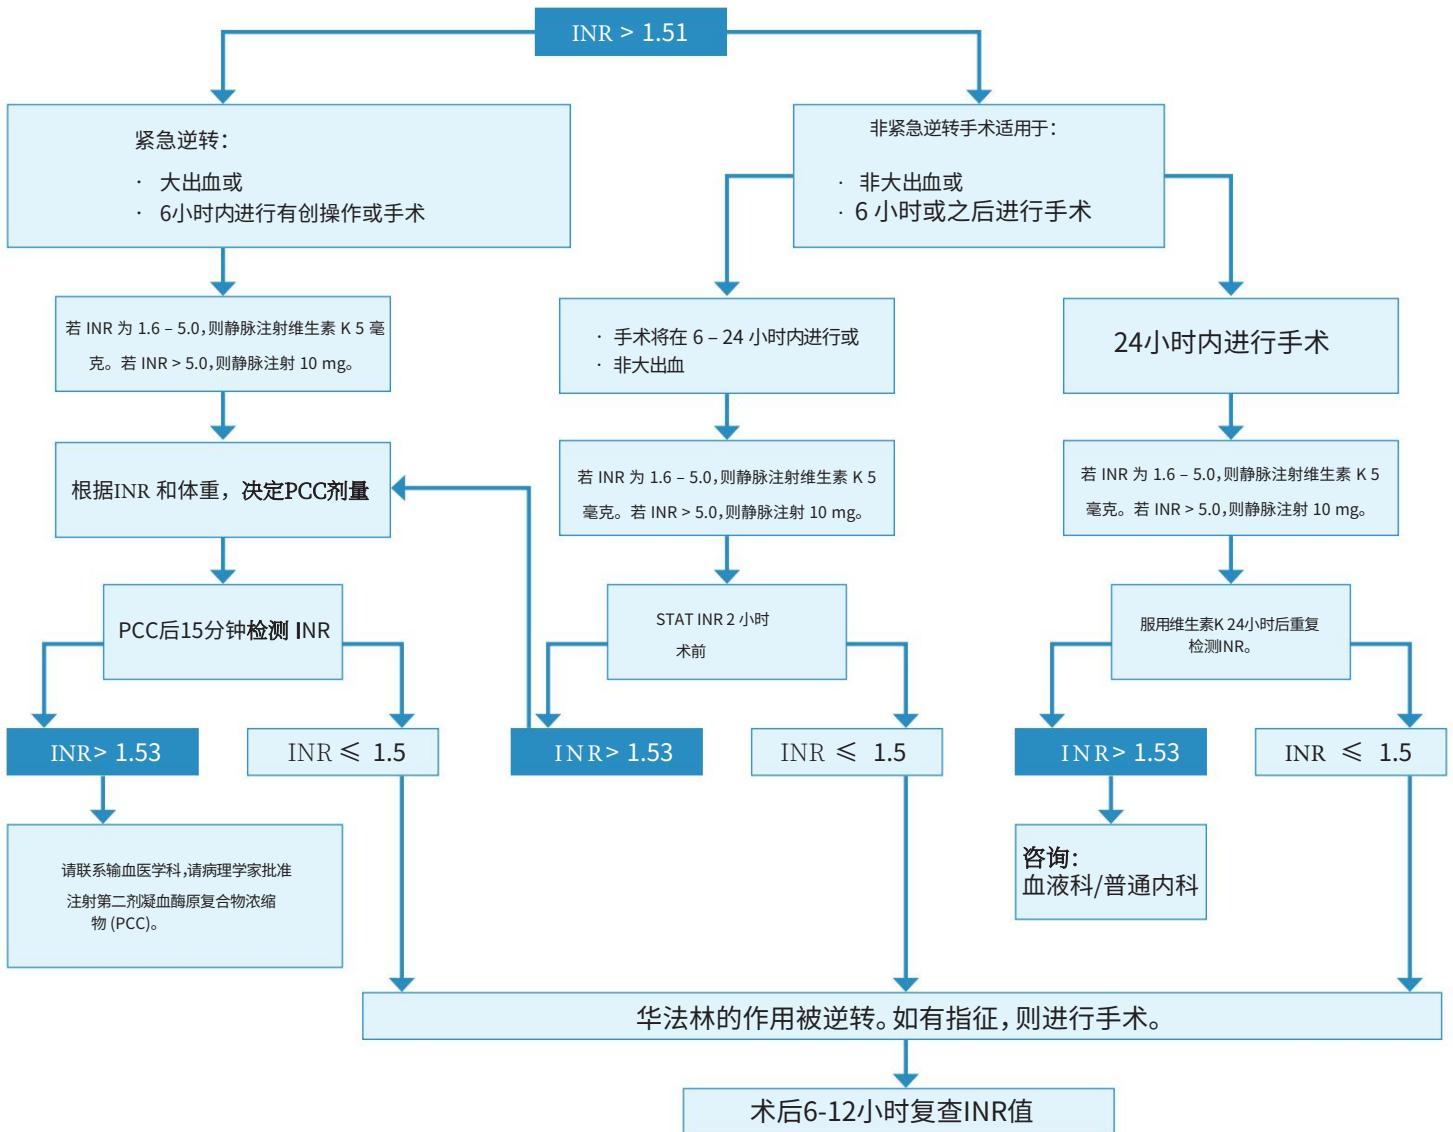 INR > 1.51
紧急逆转：
· 大出血或
· 6小时内进行有创操作或手术
非紧急逆转手术适用于：
· 非大出血或
· 6 小时或之后进行手术
若 INR 为 1.6 – 5.0，则静脉注射维生素 K 5 毫
克。若 INR > 5.0，则静脉注射 10 mg。
· 手术将在 6 – 24 小时内进行或
· 非大出血
24小时内进行手术
根据INR 和体重，决定PCC剂量
若 INR 为 1.6 – 5.0，则静脉注射维生素 K 5
毫克。若 INR > 5.0，则静脉注射 10 mg。
若 INR 为 1.6 – 5.0，则静脉注射维生素 K 5
毫克。若 INR > 5.0，则静脉注射 10 mg。
PCC后15分钟检测 INR
STAT INR 2 小时
术前
服用维生素K 24小时后重复
检测INR。
INR> 1.53
INR ≤ 1.5
INR> 1.53
INR ≤ 1.5
INR> 1.53
INR ≤ 1.5
请联系输血医学科，请病理学家批准
注射第二剂凝血酶原复合物浓缩
物 (PCC)。
咨询：
血液科/普通内科
华法林的作用被逆转。如有指征，则进行手术。
术后6-12小时复查INR值